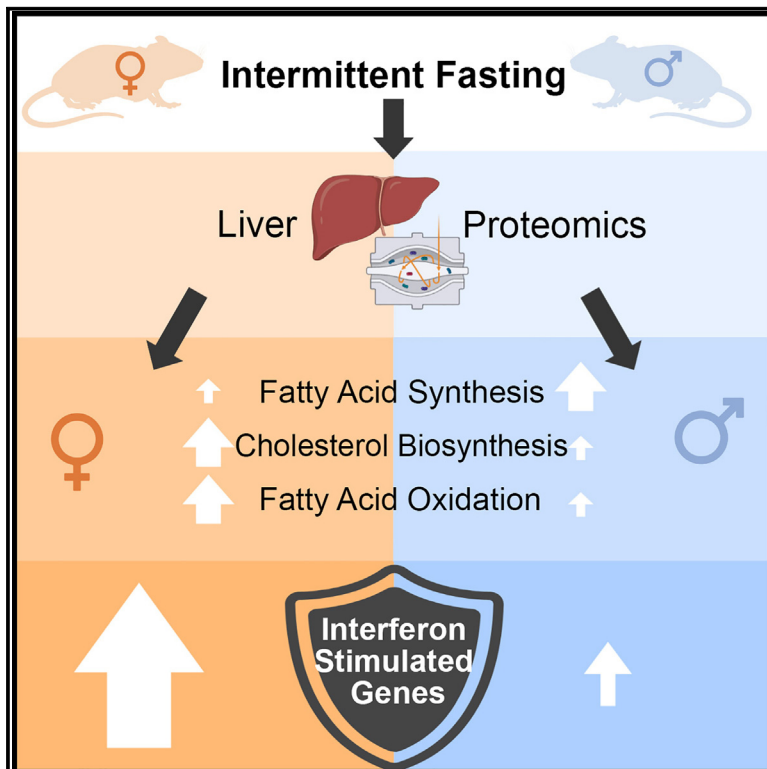 Intermittent Fasting
Liver Proteomics
Fatty Acid Synthesis
Cholesterol Biosynthesis
Fatty Acid Oxidation
Interferon
Stimulated
Genes